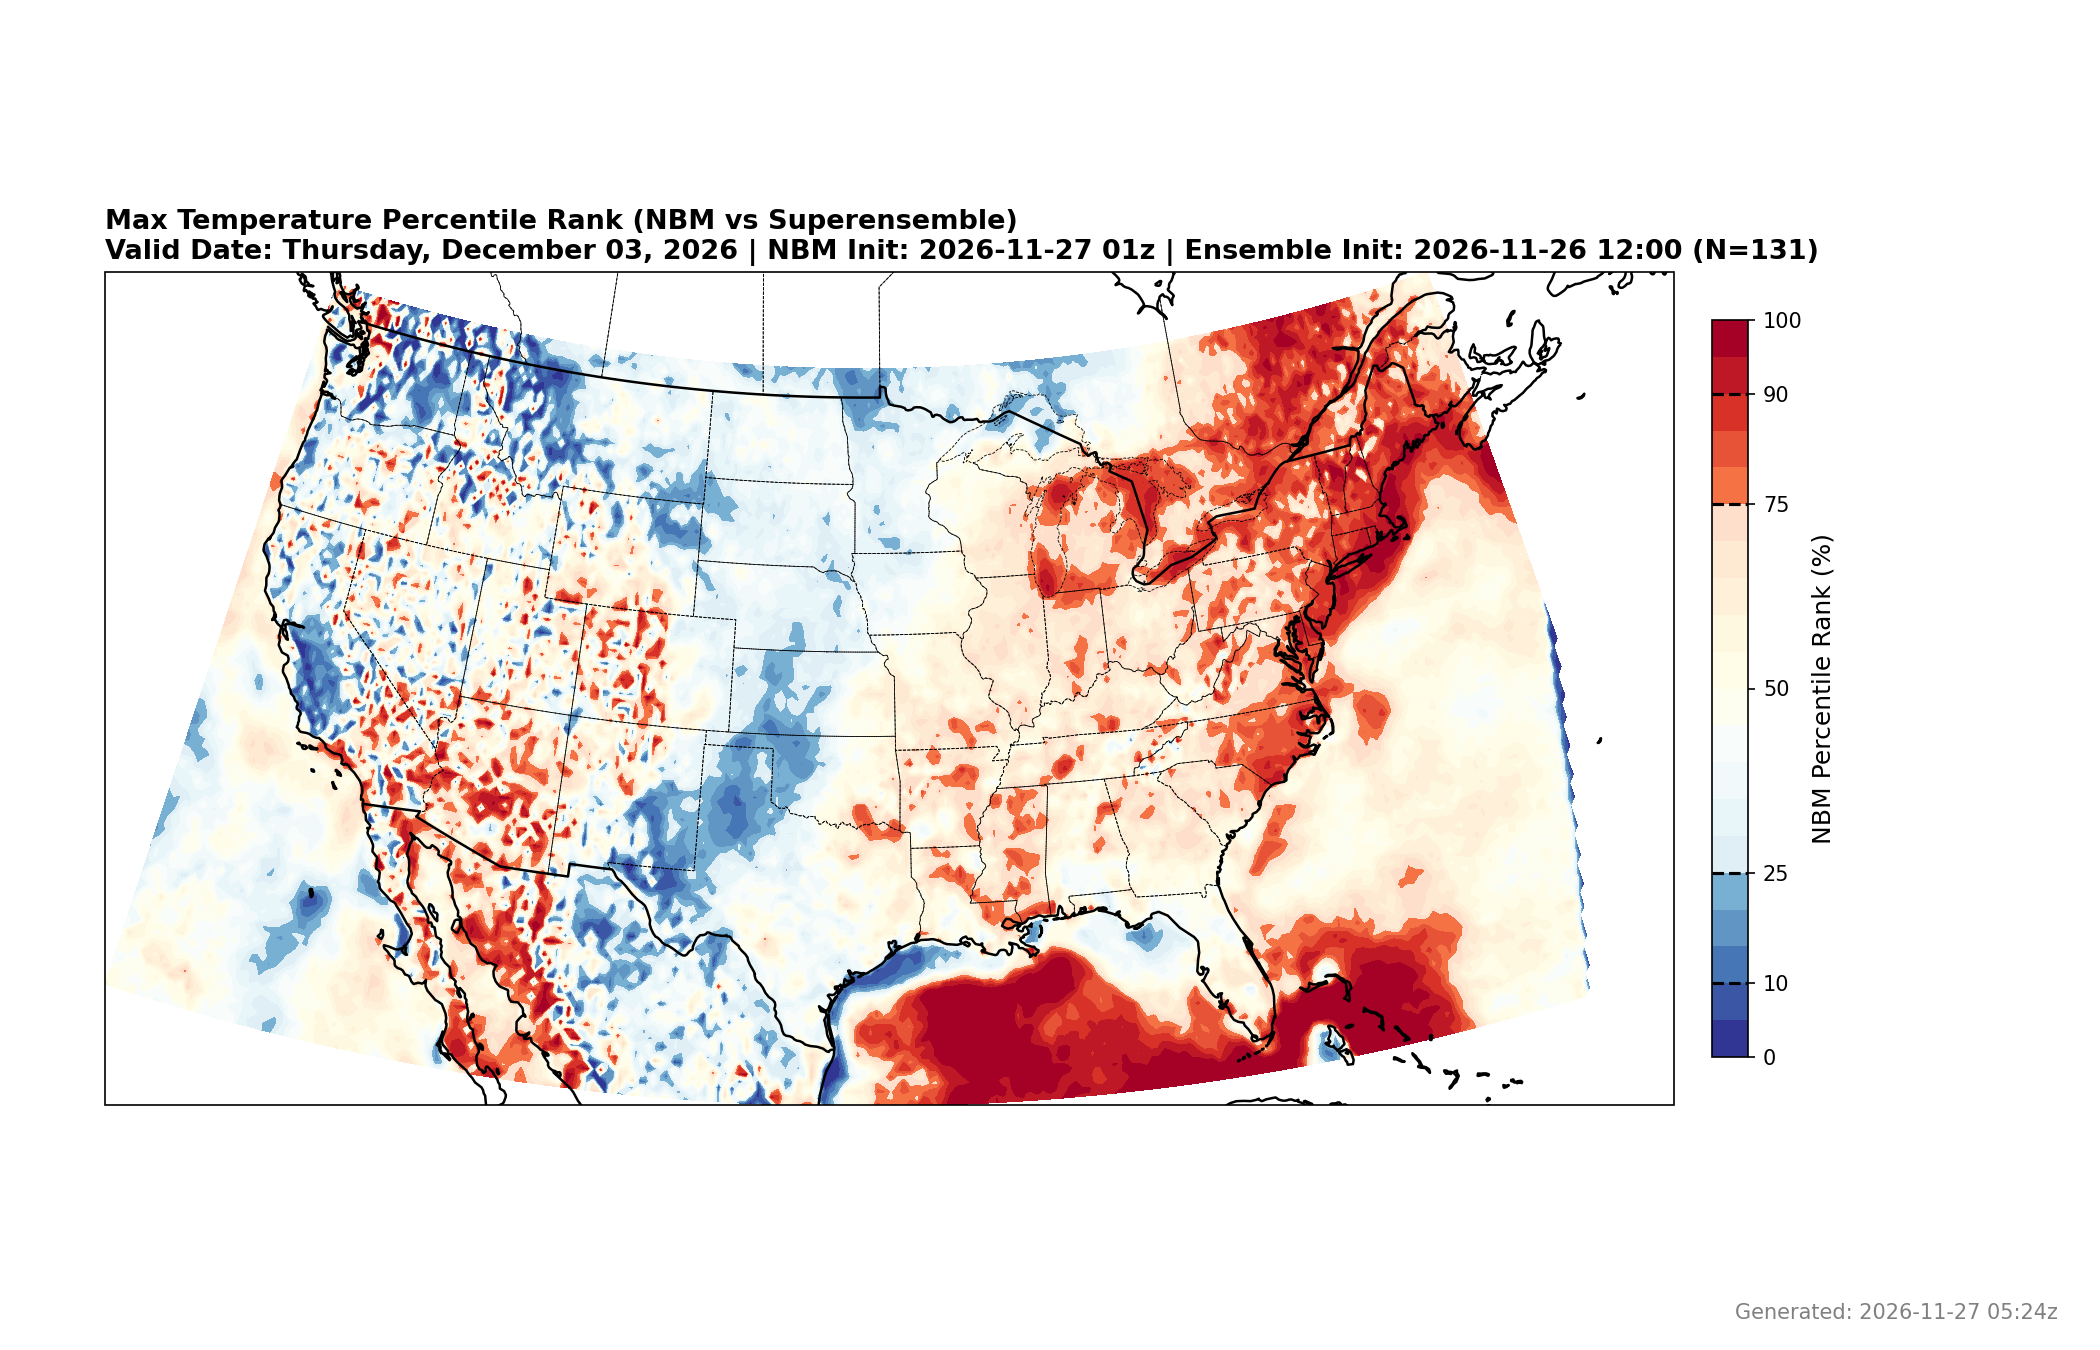 Max Temperature Percentile Rank (NBM vs Superensemble)
Valid Date: Thursday, December 03, 2026 | NBM Init: 2026-11-27 01z | Ensemble Init: 2026-11-26 12:00 (N=131)
100
90
75
50
25
10
0
NBM Percentile Rank (%)
Generated: 2026-11-27 05:24z